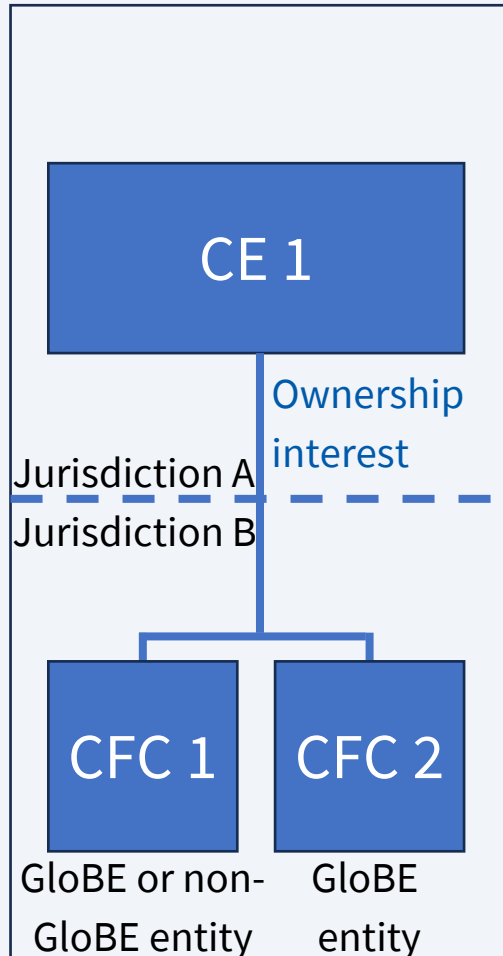 CE 1
Ownership
interest
Jurisdiction A
Jurisdiction B
CFC 1
CFC 2
GloBE or non-
GloBE entity
GloBE
entity